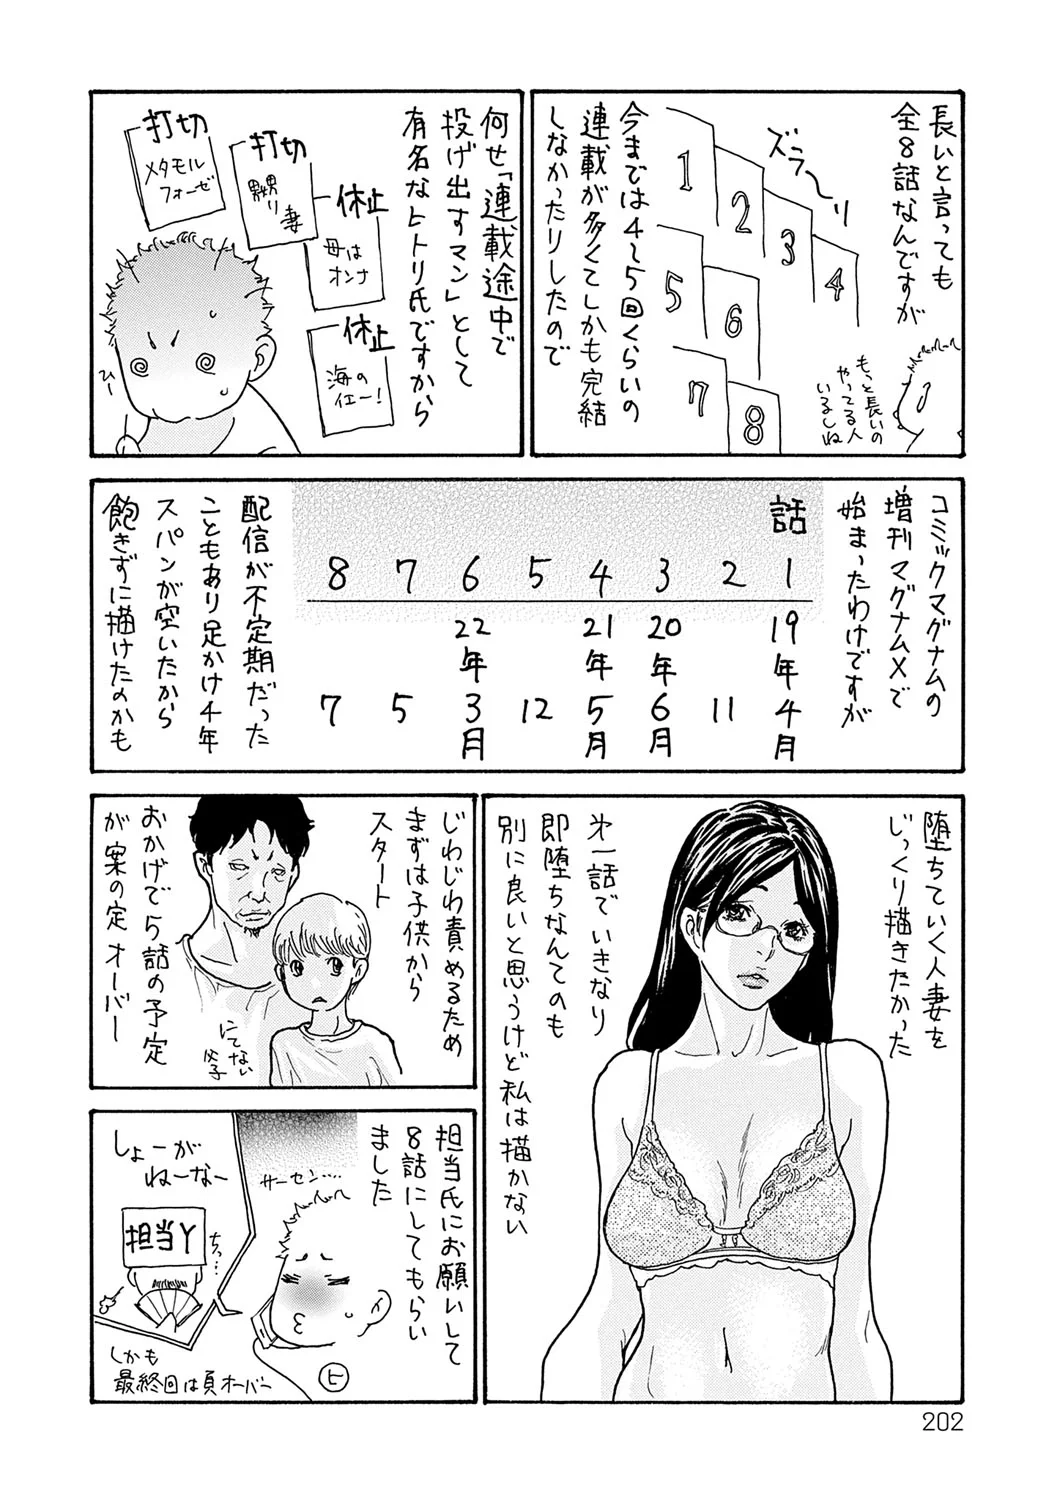 長いと言っても
全8話なんですが
ズラ〜リ
1
2
3
4
5
6
7
8
もっと長いの
やってる人
いるしね
今までは4〜5回くらいの
連載が多くてしかも完結
しなかったりしたので
何せ「連載途中で
投げ出すマン」として
有名なヒトリ氏ですから
休止
母は
オンナ
休止
海の
仨ー!
打切
嬲り妻
打切
メタモル
フォーゼ
ひー
コミックマグナムの
増刊マグナムXで
始まったわけですが
話
1 19年4月
2 11
3 20年6月
4 21年5月
5 12
6 22年3月
7 5
8 7
配信が不定期だった
こともあり足かけ4年
スパンが空いたから
飽きずに描けたのかも
堕ちていく人妻を
じっくり描きたかった
第一話でいきなり
即堕ちなんてのも
別に良いと思うけど私は描かない
じわじわ責めるため
まずは子供から
スタート
にてない
父子
おかげで5話の予定
が案の定オーバー
担当氏にお願いして
8話にしてもらい
ました
サーセン‥‥
ヒ
しょーが
ねーなー
担当Y
ちっ…
しかも
最終回は頁オーバー
202